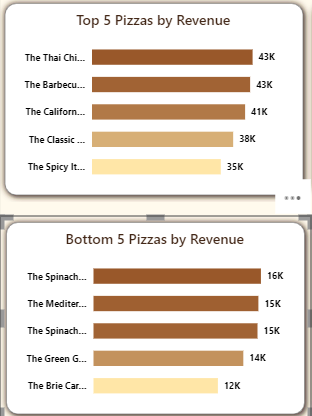 Top 5 Pizzas by Revenue
The Thai Chi... 43K
The Barbecu... 43K
The Californ... 41K
The Classic ... 38K
The Spicy It... 35K
Bottom 5 Pizzas by Revenue
The Spinach... 16K
The Mediter... 15K
The Spinach... 15K
The Green G... 14K
The Brie Car... 12K